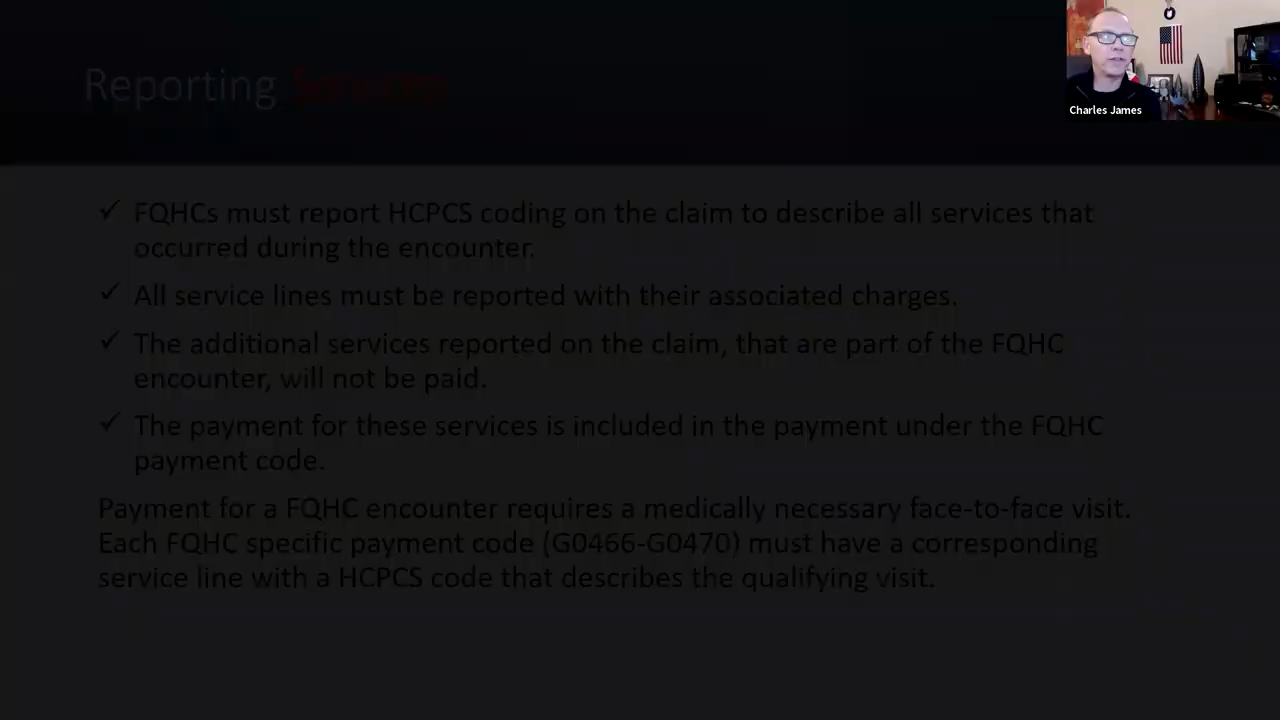 Reporting Services
Charles James
✓ FQHCs must report HCPCS coding on the claim to describe all services that
occurred during the encounter.
✓ All service lines must be reported with their associated charges.
✓ The additional services reported on the claim, that are part of the FQHC
encounter, will not be paid.
✓ The payment for these services is included in the payment under the FQHC
payment code.
Payment for a FQHC encounter requires a medically necessary face-to-face visit.
Each FQHC specific payment code (G0466-G0470) must have a corresponding
service line with a HCPCS code that describes the qualifying visit.